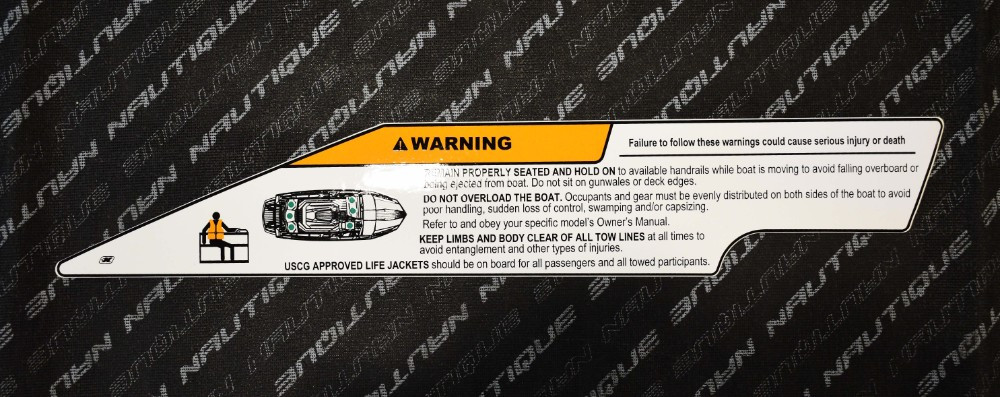 WARNING
Failure to follow these warnings could cause serious injury or death
REMAIN PROPERLY SEATED AND HOLD ON to available handrails while boat is moving to avoid falling overboard or
being ejected from boat. Do not sit on gunwales or deck edges.
DO NOT OVERLOAD THE BOAT. Occupants and gear must be evenly distributed on both sides of the boat to avoid
poor handling, sudden loss of control, swamping and/or capsizing.
Refer to and obey your specific model's Owner's Manual.
KEEP LIMBS AND BODY CLEAR OF ALL TOW LINES at all times to
avoid entanglement and other types of injuries.
USCG APPROVED LIFE JACKETS should be on board for all passengers and all towed participants.
NAUTIQUE